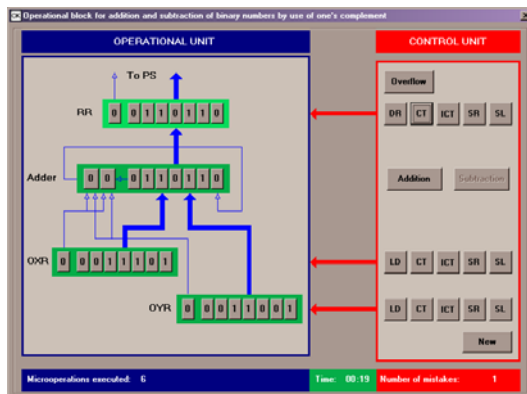 Operational block for addition and subtraction of binary numbers by use of one's complement
OPERATIONAL UNIT
CONTROL UNIT
To PS
Overflow
RR 0 0 1 1 0 1 1 0
DR CT ICT SR SL
Adder 0 0 0 1 1 0 1 1 0
Addition Subtraction
OXR 0 0 0 1 1 1 0 1
LD CT ICT SR SL
OYR 0 0 0 1 1 0 0 1
LD CT ICT SR SL
New
Microoperations executed: 6 Time: 00:19 Number of mistakes: 1